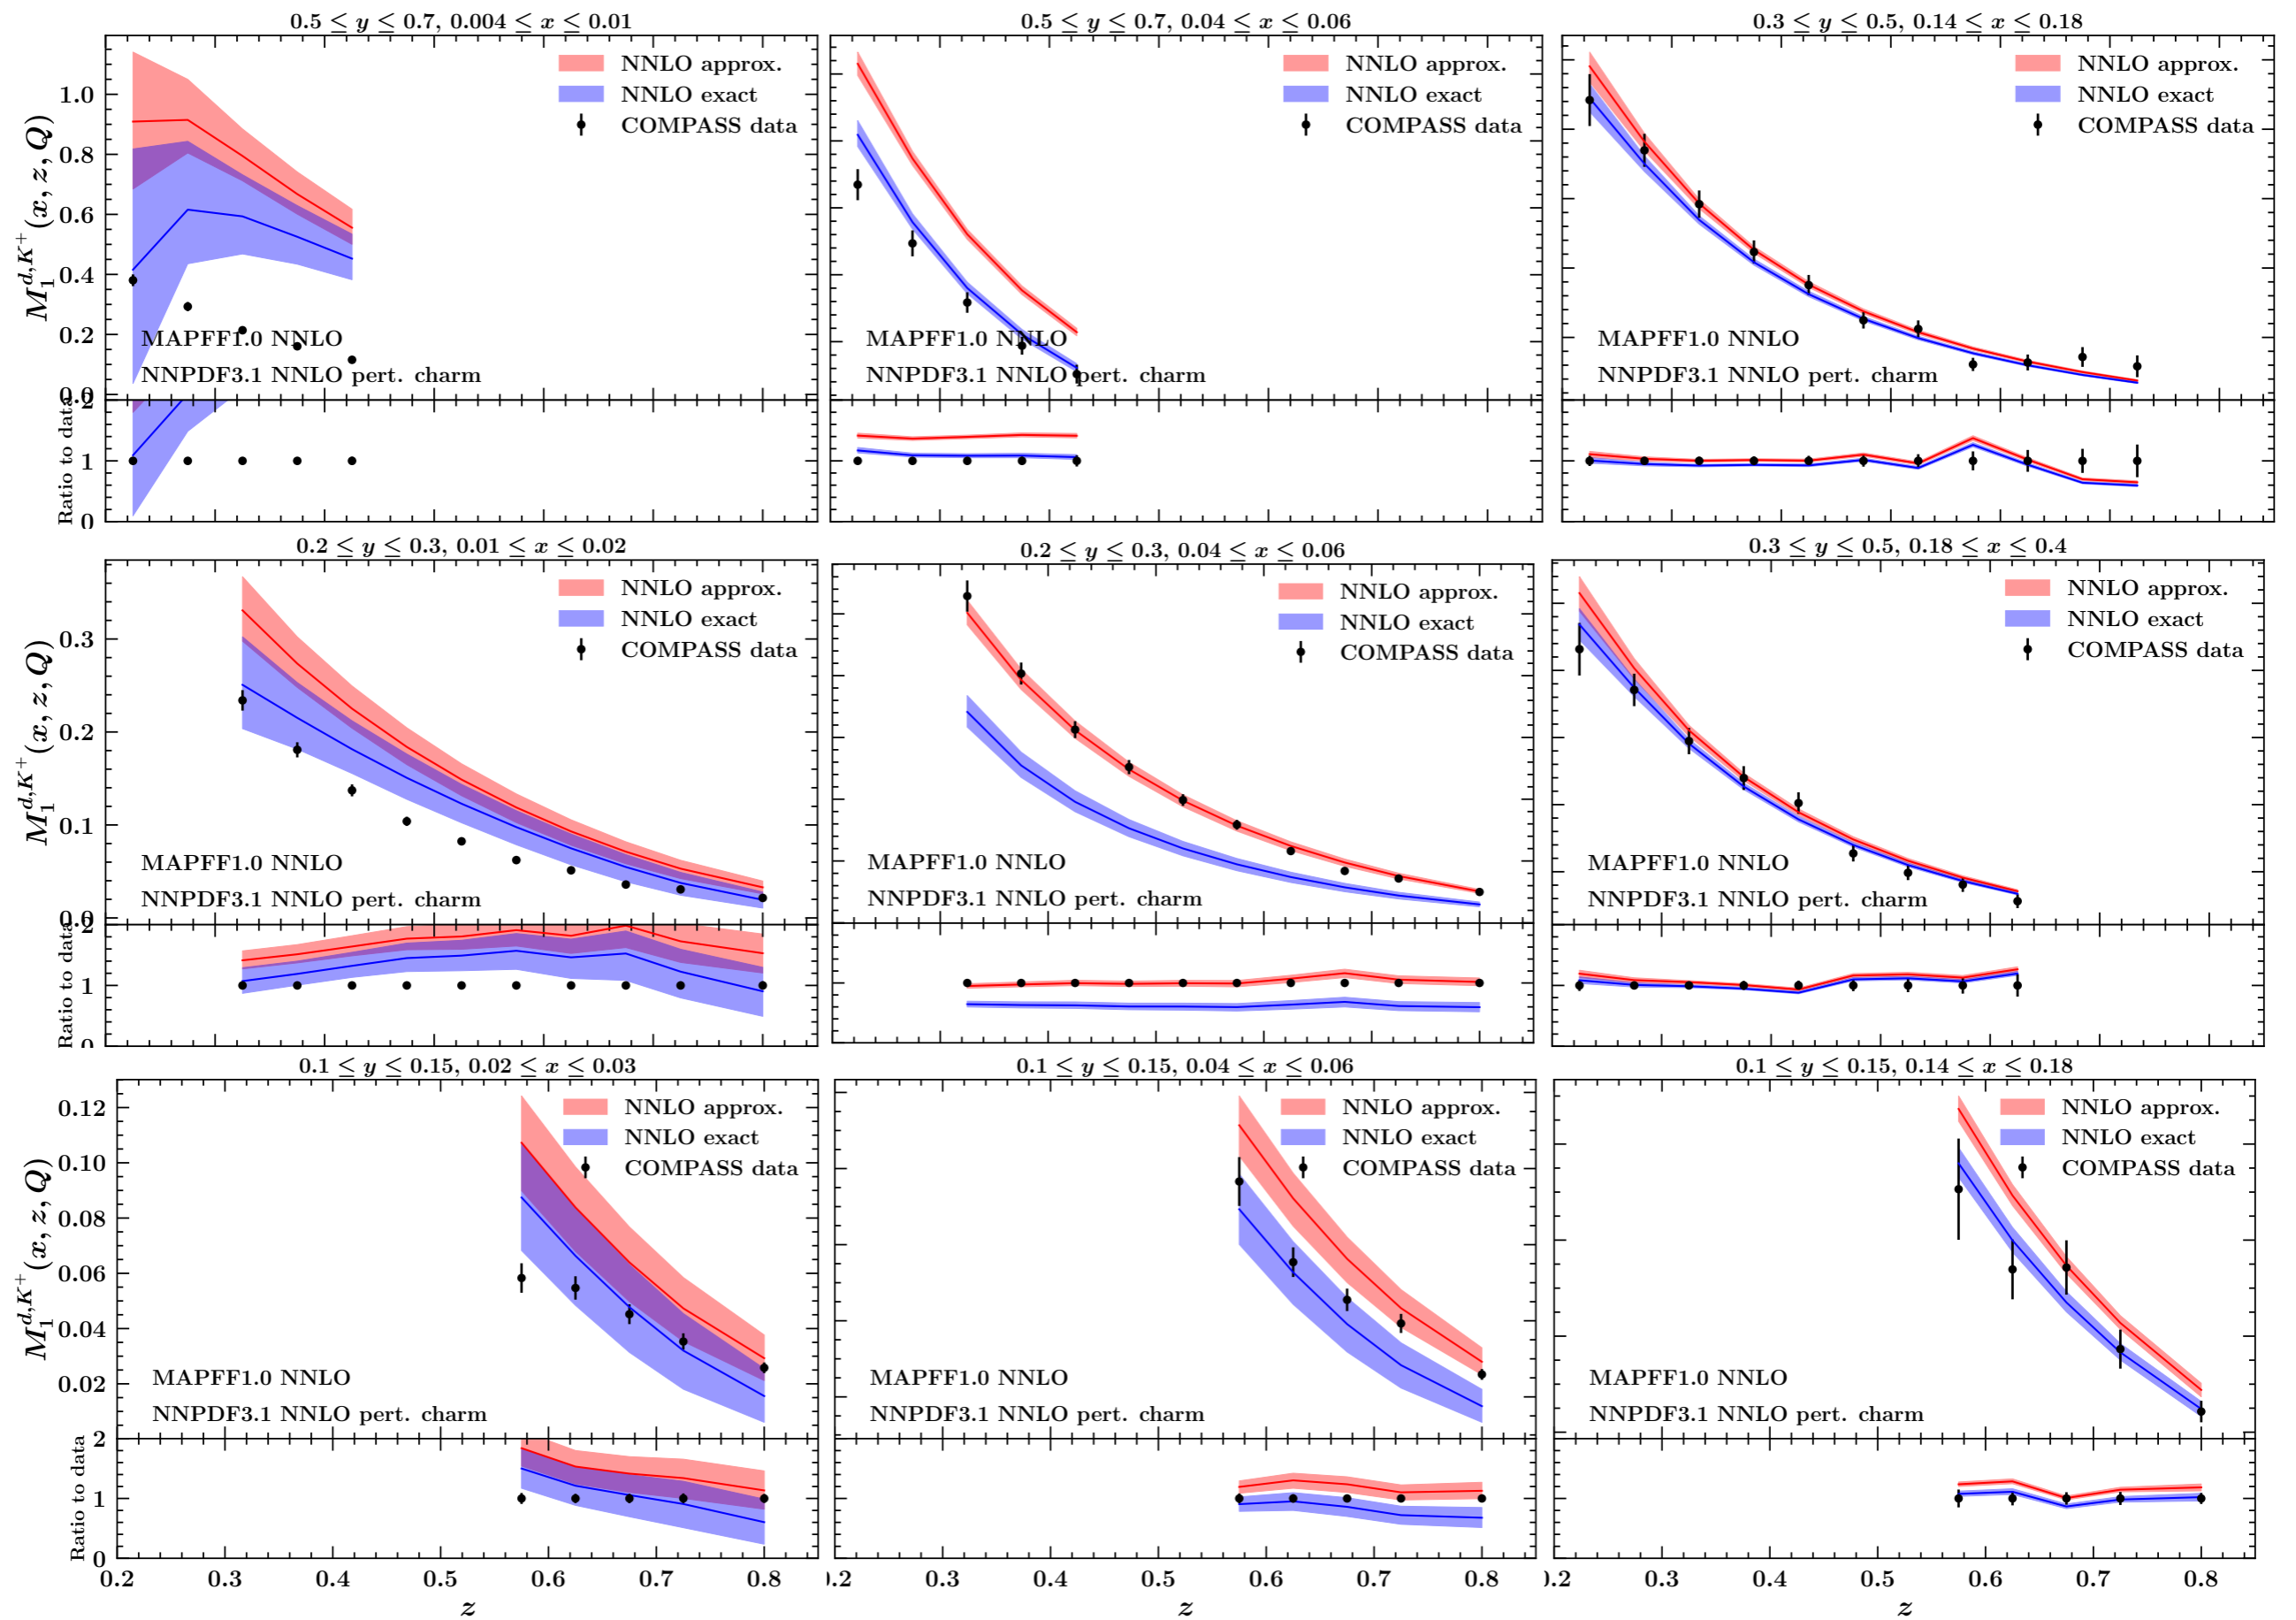 0.5 ≤ y ≤ 0.7, 0.004 ≤ x ≤ 0.01
0.5 ≤ y ≤ 0.7, 0.04 ≤ x ≤ 0.06
0.3 ≤ y ≤ 0.5, 0.14 ≤ x ≤ 0.18
M_1^{d,K^+}(x, z, Q)
1.0
0.8
0.6
0.4
0.2
0.0
NNLO approx.
NNLO exact
COMPASS data
MAPFF1.0 NNLO
NNPDF3.1 NNLO pert. charm
NNLO approx.
NNLO exact
COMPASS data
MAPFF1.0 NNLO
NNPDF3.1 NNLO pert. charm
NNLO approx.
NNLO exact
COMPASS data
MAPFF1.0 NNLO
NNPDF3.1 NNLO pert. charm
Ratio to data
2
1
0
0.2 ≤ y ≤ 0.3, 0.01 ≤ x ≤ 0.02
0.2 ≤ y ≤ 0.3, 0.04 ≤ x ≤ 0.06
0.3 ≤ y ≤ 0.5, 0.18 ≤ x ≤ 0.4
M_1^{d,K^+}(x, z, Q)
0.3
0.2
0.1
0.0
NNLO approx.
NNLO exact
COMPASS data
MAPFF1.0 NNLO
NNPDF3.1 NNLO pert. charm
NNLO approx.
NNLO exact
COMPASS data
MAPFF1.0 NNLO
NNPDF3.1 NNLO pert. charm
NNLO approx.
NNLO exact
COMPASS data
MAPFF1.0 NNLO
NNPDF3.1 NNLO pert. charm
Ratio to data
2
1
0
0.1 ≤ y ≤ 0.15, 0.02 ≤ x ≤ 0.03
0.1 ≤ y ≤ 0.15, 0.04 ≤ x ≤ 0.06
0.1 ≤ y ≤ 0.15, 0.14 ≤ x ≤ 0.18
M_1^{d,K^+}(x, z, Q)
0.12
0.10
0.08
0.06
0.04
0.02
NNLO approx.
NNLO exact
COMPASS data
MAPFF1.0 NNLO
NNPDF3.1 NNLO pert. charm
NNLO approx.
NNLO exact
COMPASS data
MAPFF1.0 NNLO
NNPDF3.1 NNLO pert. charm
NNLO approx.
NNLO exact
COMPASS data
MAPFF1.0 NNLO
NNPDF3.1 NNLO pert. charm
Ratio to data
2
1
0
0.2 0.3 0.4 0.5 0.6 0.7 0.8
0.3 0.4 0.5 0.6 0.7 0.8
0.2 0.3 0.4 0.5 0.6 0.7 0.8
z
z
z